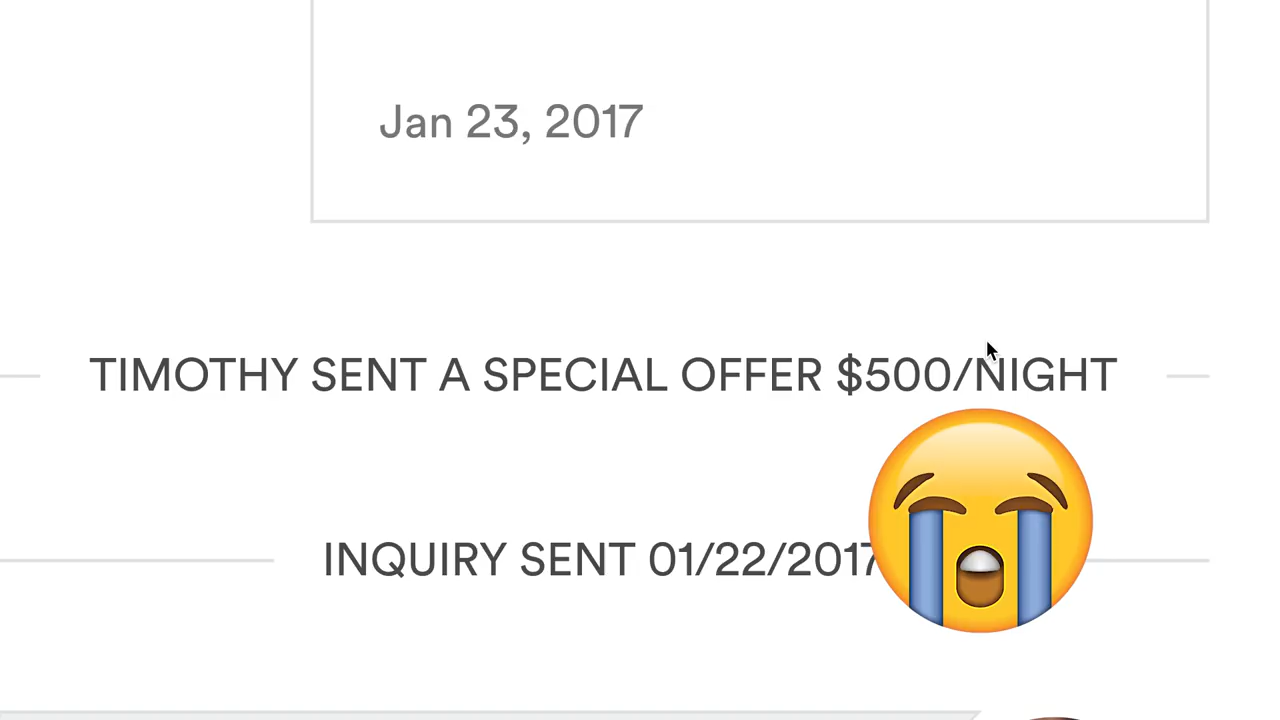 Jan 23, 2017
TIMOTHY SENT A SPECIAL OFFER $500/NIGHT
INQUIRY SENT 01/22/2017